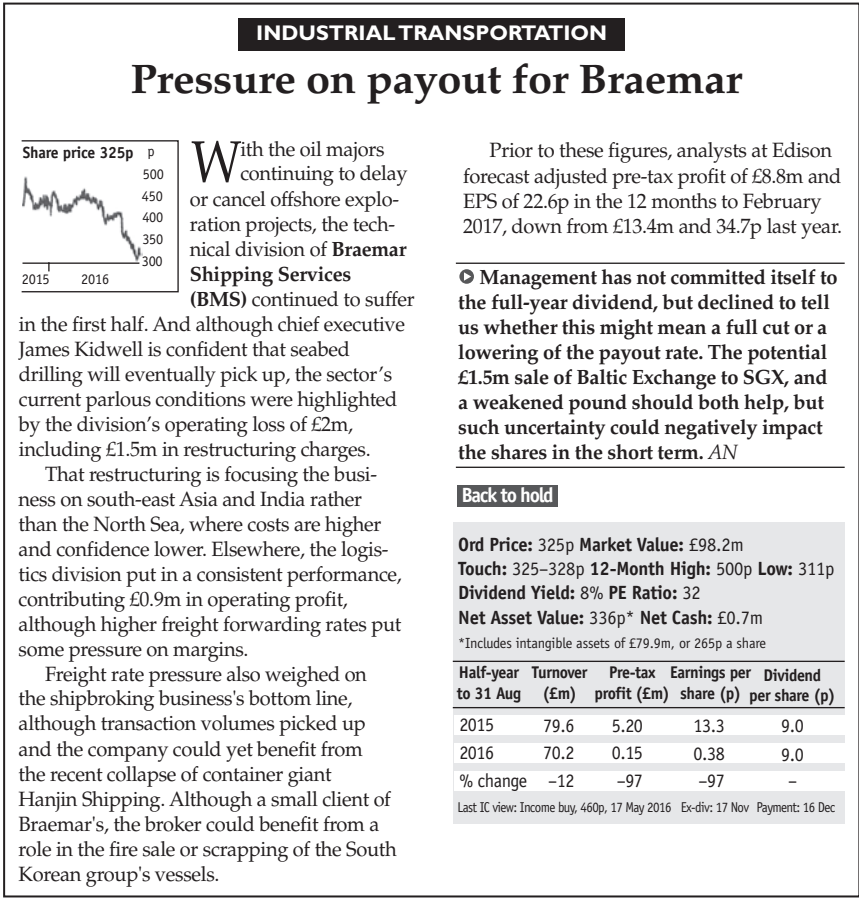 INDUSTRIAL TRANSPORTATION
Pressure on payout for Braemar
Share price 325p p
500
450
400
350
300
2015 2016
With the oil majors
continuing to delay
or cancel offshore explo-
ration projects, the tech-
nical division of Braemar
Shipping Services
(BMS) continued to suffer
in the first half. And although chief executive
James Kidwell is confident that seabed
drilling will eventually pick up, the sector's
current parlous conditions were highlighted
by the division's operating loss of £2m,
including £1.5m in restructuring charges.
That restructuring is focusing the busi-
ness on south-east Asia and India rather
than the North Sea, where costs are higher
and confidence lower. Elsewhere, the logis-
tics division put in a consistent performance,
contributing £0.9m in operating profit,
although higher freight forwarding rates put
some pressure on margins.
Freight rate pressure also weighed on
the shipbroking business's bottom line,
although transaction volumes picked up
and the company could yet benefit from
the recent collapse of container giant
Hanjin Shipping. Although a small client of
Braemar's, the broker could benefit from a
role in the fire sale or scrapping of the South
Korean group's vessels.
Prior to these figures, analysts at Edison
forecast adjusted pre-tax profit of £8.8m and
EPS of 22.6p in the 12 months to February
2017, down from £13.4m and 34.7p last year.
Management has not committed itself to
the full-year dividend, but declined to tell
us whether this might mean a full cut or a
lowering of the payout rate. The potential
£1.5m sale of Baltic Exchange to SGX, and
a weakened pound should both help, but
such uncertainty could negatively impact
the shares in the short term. AN
Back to hold
Ord Price: 325p Market Value: £98.2m
Touch: 325–328p 12-Month High: 500p Low: 311p
Dividend Yield: 8% PE Ratio: 32
Net Asset Value: 336p* Net Cash: £0.7m
*Includes intangible assets of £79.9m, or 265p a share
Half-year Turnover Pre-tax Earnings per Dividend
to 31 Aug (£m) profit (£m) share (p) per share (p)
2015 79.6 5.20 13.3 9.0
2016 70.2 0.15 0.38 9.0
% change –12 –97 –97 –
Last IC view: Income buy, 460p, 17 May 2016 Ex-div: 17 Nov Payment: 16 Dec